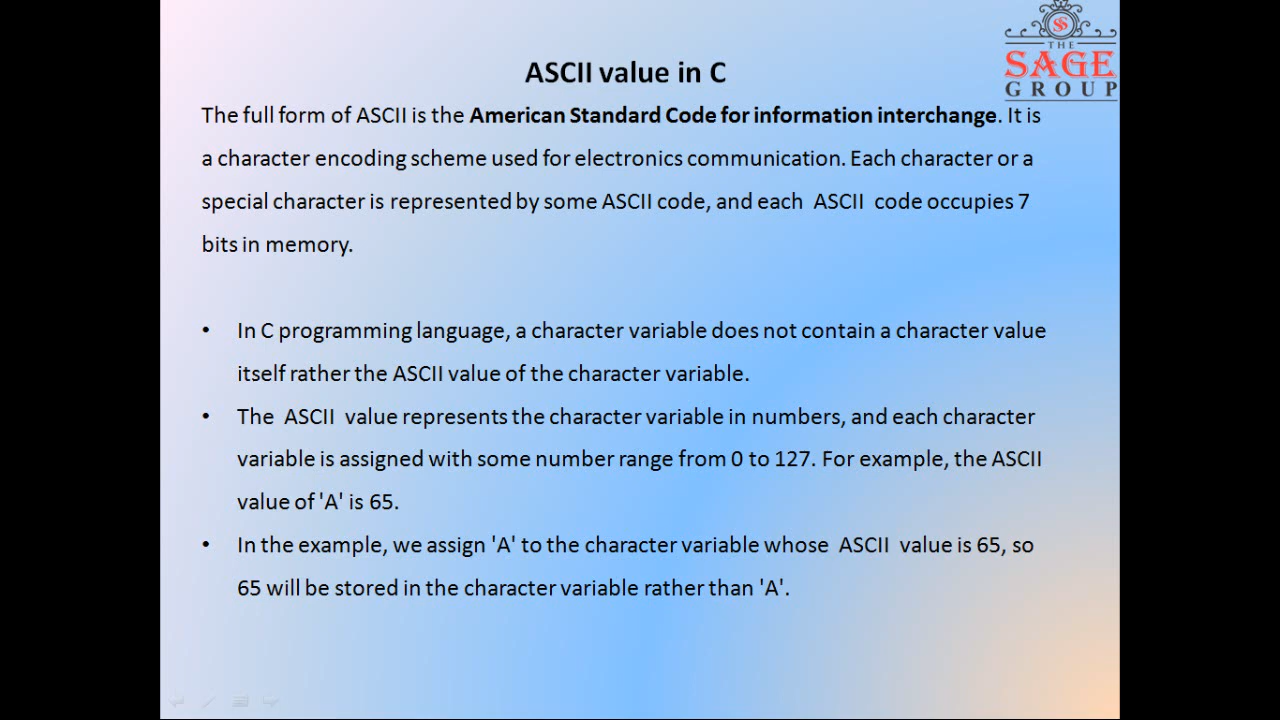 SS
THE
SAGE
GROUP
ASCII value in C
The full form of ASCII is the American Standard Code for information interchange. It is
a character encoding scheme used for electronics communication. Each character or a
special character is represented by some ASCII code, and each ASCII code occupies 7
bits in memory.
• In C programming language, a character variable does not contain a character value
itself rather the ASCII value of the character variable.
• The ASCII value represents the character variable in numbers, and each character
variable is assigned with some number range from 0 to 127. For example, the ASCII
value of 'A' is 65.
• In the example, we assign 'A' to the character variable whose ASCII value is 65, so
65 will be stored in the character variable rather than 'A'.